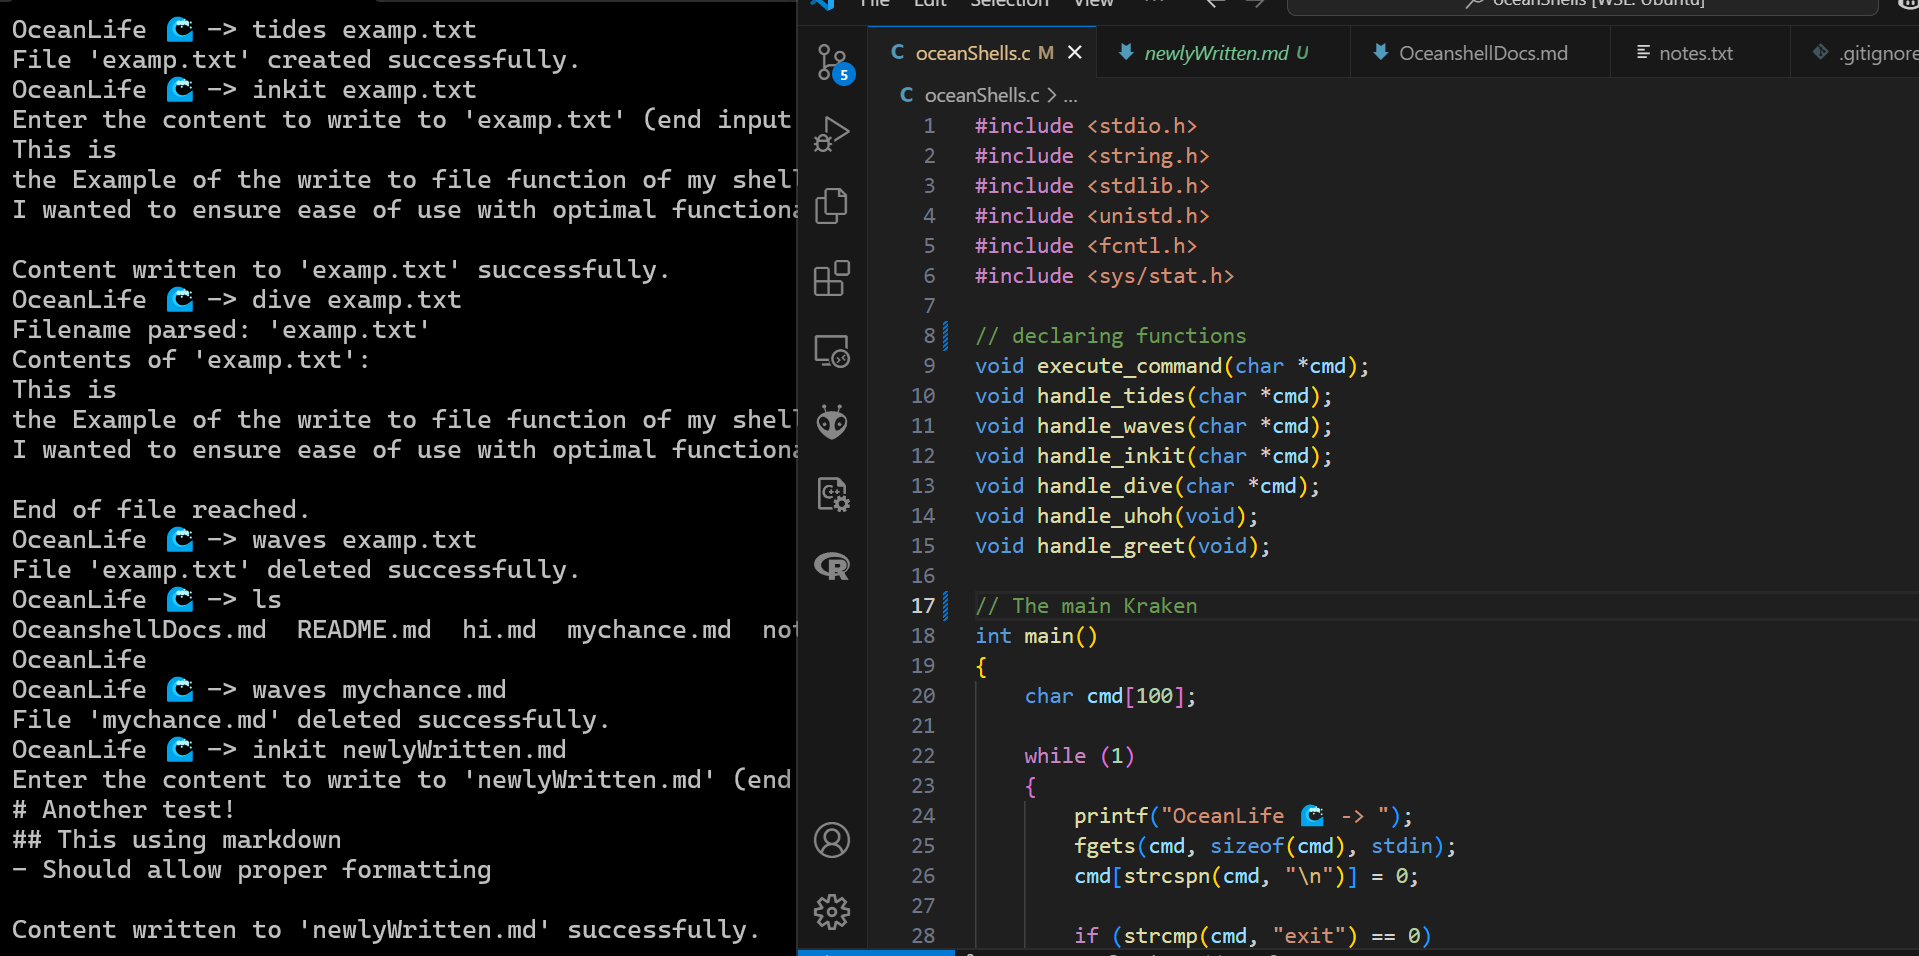 OceanLife 🌊 -> tides examp.txt
File 'examp.txt' created successfully.
OceanLife 🌊 -> inkit examp.txt
Enter the content to write to 'examp.txt' (end input
This is
the Example of the write to file function of my shell
I wanted to ensure ease of use with optimal functiona
Content written to 'examp.txt' successfully.
OceanLife 🌊 -> dive examp.txt
Filename parsed: 'examp.txt'
Contents of 'examp.txt':
This is
the Example of the write to file function of my shell
I wanted to ensure ease of use with optimal functiona
End of file reached.
OceanLife 🌊 -> waves examp.txt
File 'examp.txt' deleted successfully.
OceanLife 🌊 -> ls
OceanshellDocs.md  README.md  hi.md  mychance.md  not
OceanLife
OceanLife 🌊 -> waves mychance.md
File 'mychance.md' deleted successfully.
OceanLife 🌊 -> inkit newlyWritten.md
Enter the content to write to 'newlyWritten.md' (end
# Another test!
## This using markdown
- Should allow proper formatting
Content written to 'newlyWritten.md' successfully.
File Edit Selection View ... oceanShells [WSL: Ubuntu]
5
C oceanShells.c M × newlyWritten.md U OceanshellDocs.md notes.txt .gitignore
C oceanShells.c > ...
1 #include <stdio.h>
2 #include <string.h>
3 #include <stdlib.h>
4 #include <unistd.h>
5 #include <fcntl.h>
6 #include <sys/stat.h>
7
8 // declaring functions
9 void execute_command(char *cmd);
10 void handle_tides(char *cmd);
11 void handle_waves(char *cmd);
12 void handle_inkit(char *cmd);
13 void handle_dive(char *cmd);
14 void handle_uhoh(void);
15 void handle_greet(void);
16
17 // The main Kraken
18 int main()
19 {
20     char cmd[100];
21
22     while (1)
23     {
24         printf("OceanLife 🌊 -> ");
25         fgets(cmd, sizeof(cmd), stdin);
26         cmd[strcspn(cmd, "\n")] = 0;
27
28         if (strcmp(cmd, "exit") == 0)